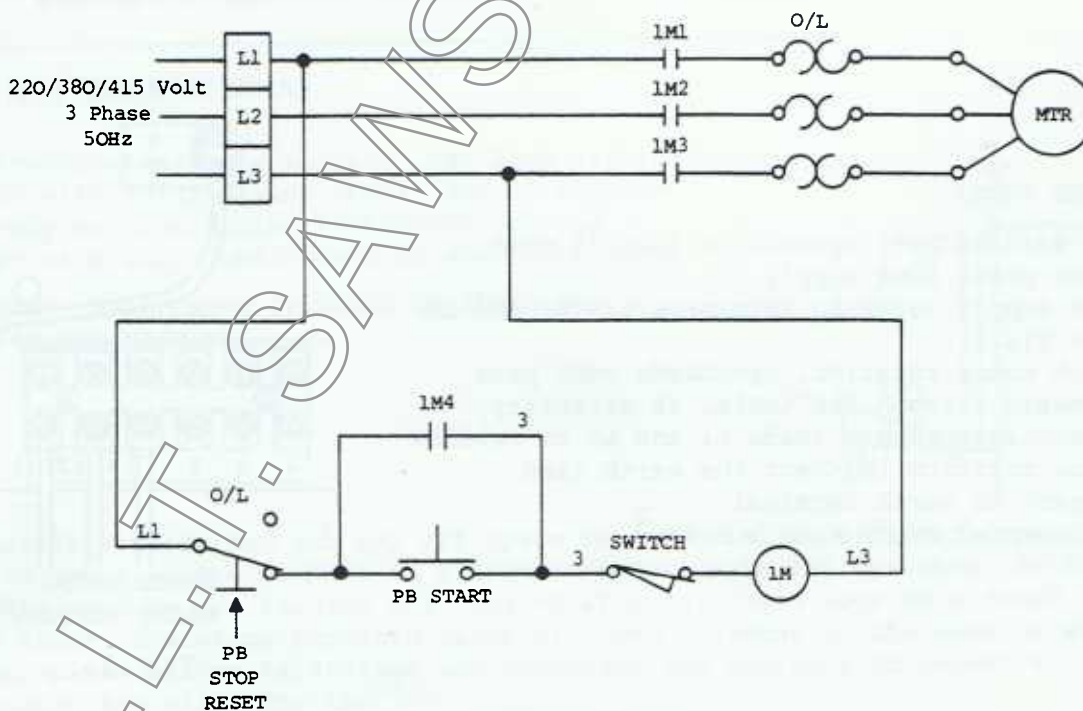 O/L
1M1
L1
220/380/415 Volt
1M2
3 Phase
L2
MTR
50Hz
1M3
L3
1M4
3
O/L
L1
3
SWITCH
1M
L3
PB START
PB
STOP
RESET
L.T. SAWS